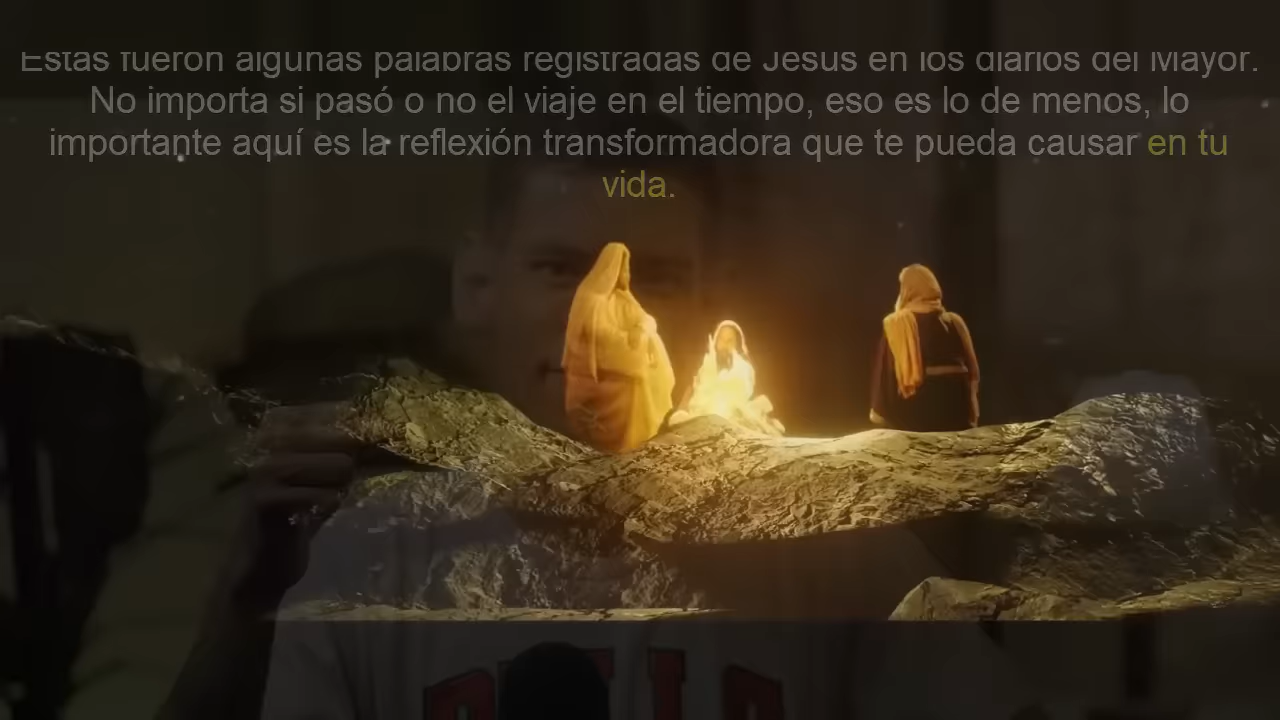 Estas fueron algunas palabras registradas de Jesús en los diarios del Mayor.
No importa si pasó o no el viaje en el tiempo, eso es lo de menos, lo
importante aquí es la reflexión transformadora que te pueda causar en tu
vida.